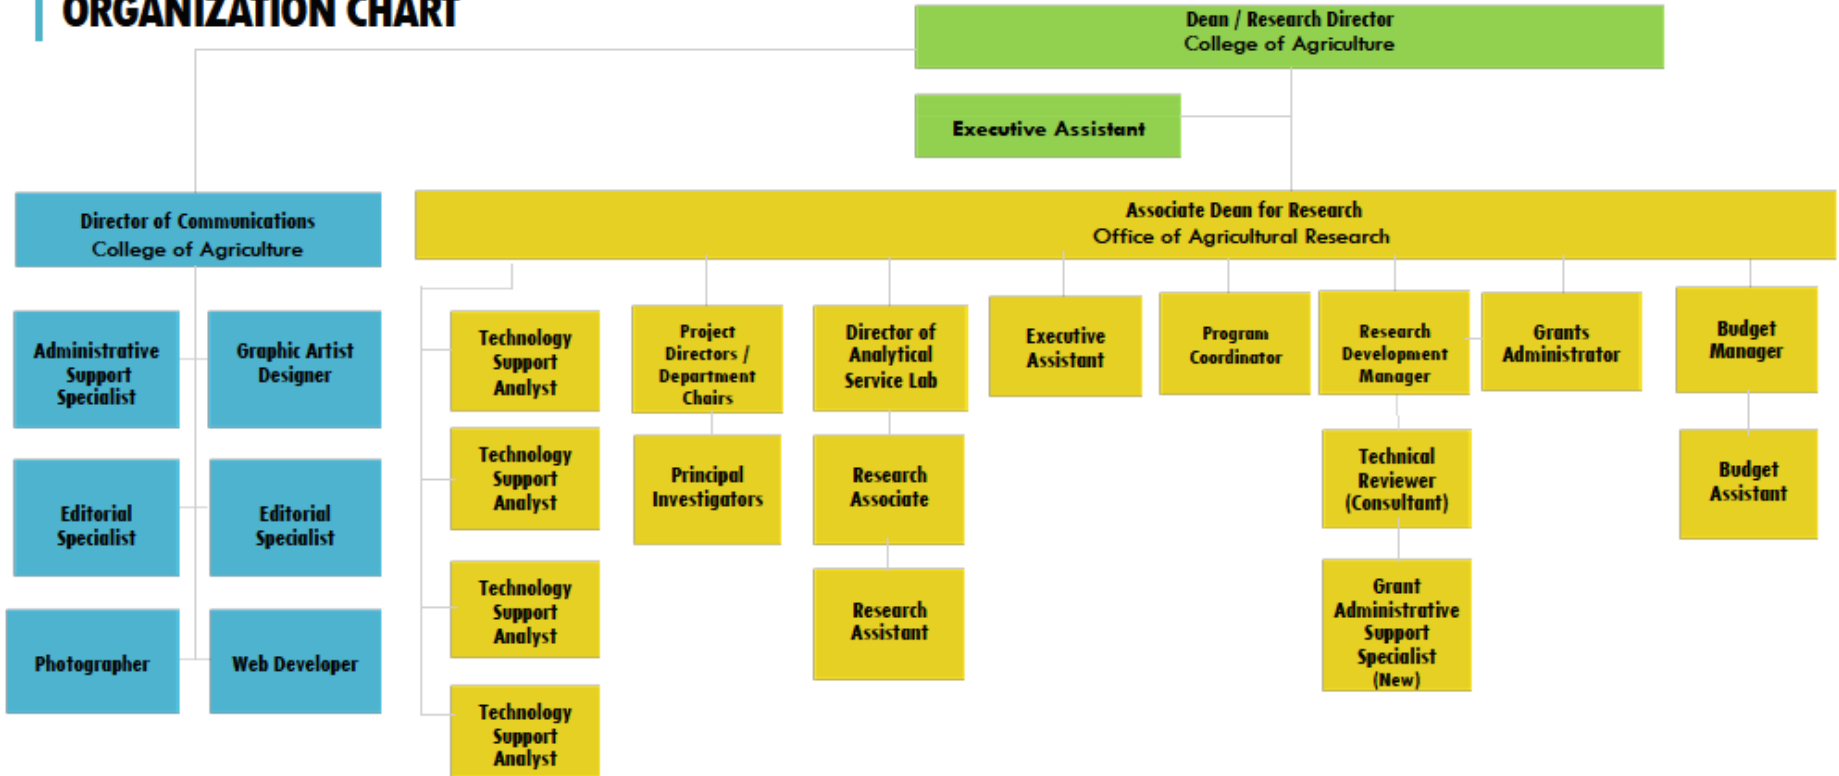 ORGANIZATION CHART
Dean / Research Director
College of Agriculture
Executive Assistant
Director of Communications
College of Agriculture
Associate Dean for Research
Office of Agricultural Research
Administrative
Support
Specialist
Graphic Artist
Designer
Editorial
Specialist
Editorial
Specialist
Photographer
Web Developer
Technology
Support
Analyst
Technology
Support
Analyst
Technology
Support
Analyst
Technology
Support
Analyst
Project
Directors /
Department
Chairs
Principal
Investigators
Director of
Analytical
Service Lab
Research
Associate
Research
Assistant
Executive
Assistant
Program
Coordinator
Research
Development
Manager
Technical
Reviewer
(Consultant)
Grant
Administrative
Support
Specialist
(New)
Grants
Administrator
Budget
Manager
Budget
Assistant